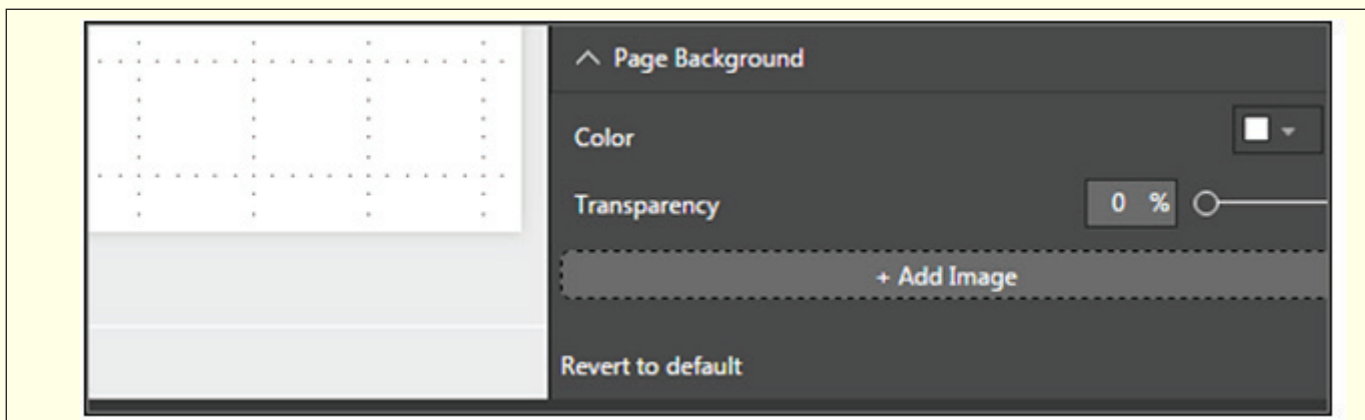 Page Background
Color
Transparency 0 %
+ Add Image
Revert to default